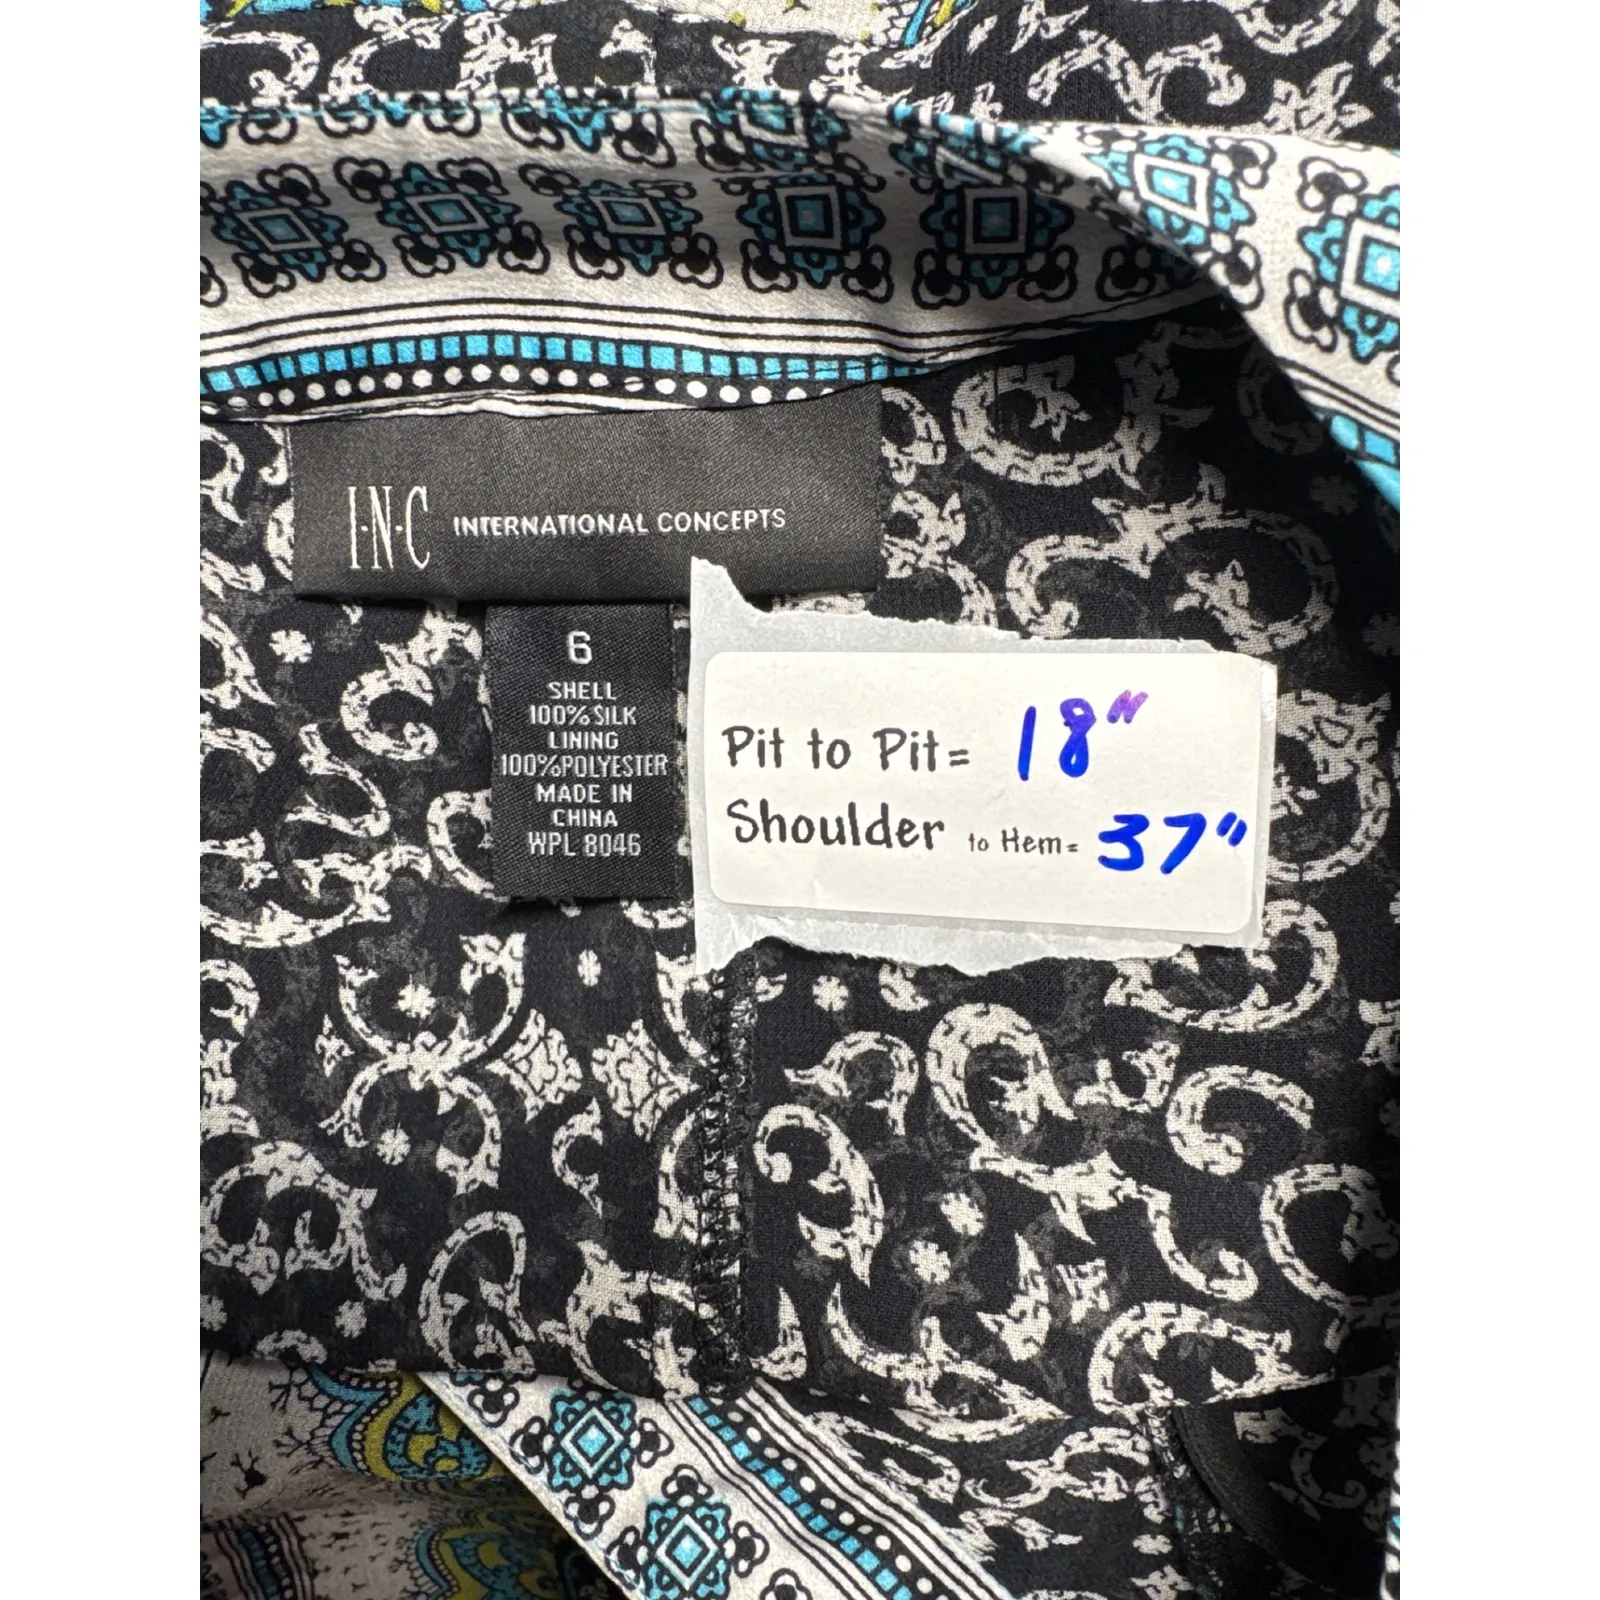 I·N·C INTERNATIONAL CONCEPTS
6
SHELL
100% SILK
LINING
100%POLYESTER
MADE IN
CHINA
WPL 8046
Pit to Pit= 18"
Shoulder to Hem= 37"